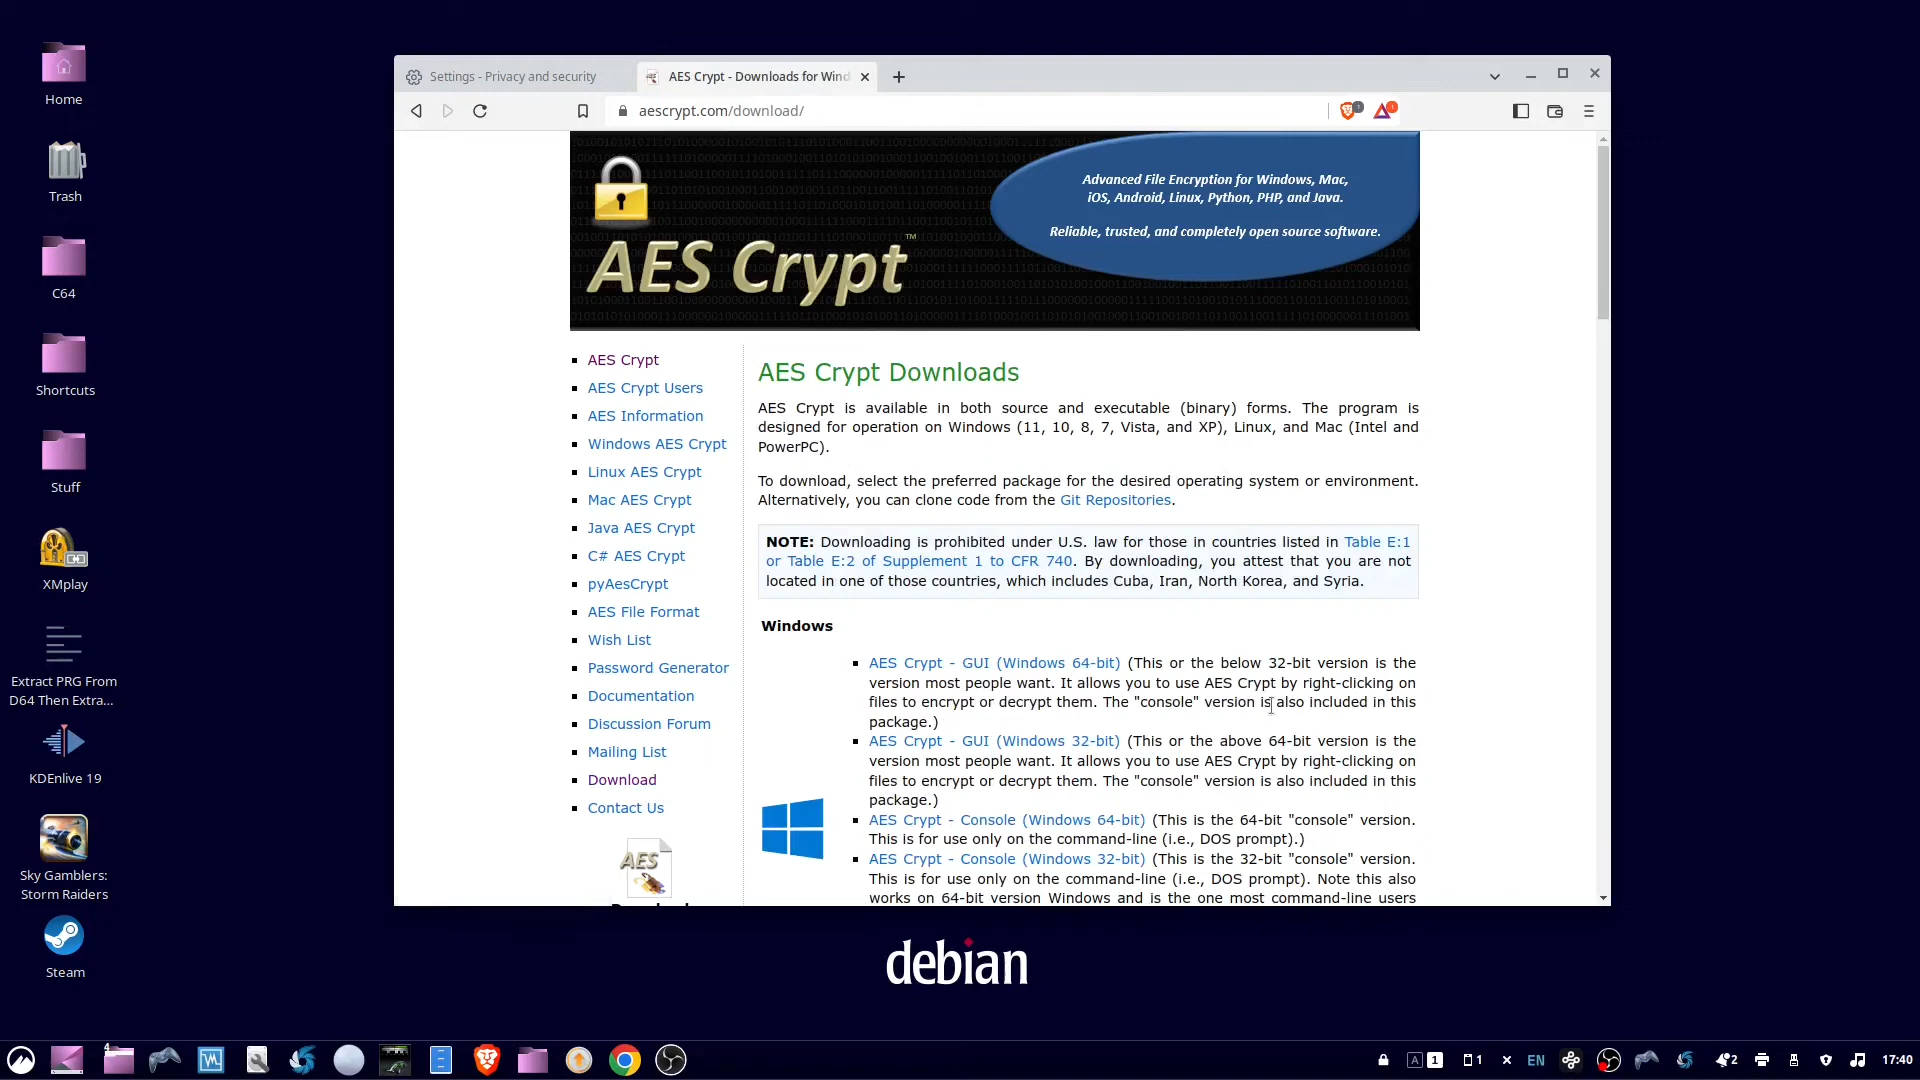 Home
Trash
C64
Shortcuts
Stuff
XMplay
Extract PRG From
D64 Then Extra...
KDEnlive 19
Sky Gamblers:
Storm Raiders
Steam
Settings - Privacy and security
AES Crypt - Downloads for Wind
aescrypt.com/download/
Advanced File Encryption for Windows, Mac,
iOS, Android, Linux, Python, PHP, and Java.
Reliable, trusted, and completely open source software.
AES Crypt™
AES Crypt
AES Crypt Users
AES Information
Windows AES Crypt
Linux AES Crypt
Mac AES Crypt
Java AES Crypt
C# AES Crypt
pyAesCrypt
AES File Format
Wish List
Password Generator
Documentation
Discussion Forum
Mailing List
Download
Contact Us
AES
AES Crypt Downloads
AES Crypt is available in both source and executable (binary) forms. The program is
designed for operation on Windows (11, 10, 8, 7, Vista, and XP), Linux, and Mac (Intel and
PowerPC).
To download, select the preferred package for the desired operating system or environment.
Alternatively, you can clone code from the Git Repositories.
NOTE: Downloading is prohibited under U.S. law for those in countries listed in Table E:1
or Table E:2 of Supplement 1 to CFR 740. By downloading, you attest that you are not
located in one of those countries, which includes Cuba, Iran, North Korea, and Syria.
Windows
AES Crypt - GUI (Windows 64-bit) (This or the below 32-bit version is the
version most people want. It allows you to use AES Crypt by right-clicking on
files to encrypt or decrypt them. The "console" version is also included in this
package.)
AES Crypt - GUI (Windows 32-bit) (This or the above 64-bit version is the
version most people want. It allows you to use AES Crypt by right-clicking on
files to encrypt or decrypt them. The "console" version is also included in this
package.)
AES Crypt - Console (Windows 64-bit) (This is the 64-bit "console" version.
This is for use only on the command-line (i.e., DOS prompt).)
AES Crypt - Console (Windows 32-bit) (This is the 32-bit "console" version.
This is for use only on the command-line (i.e., DOS prompt). Note this also
works on 64-bit version Windows and is the one most command-line users
debian
4
A 1
1
EN
2
17:40